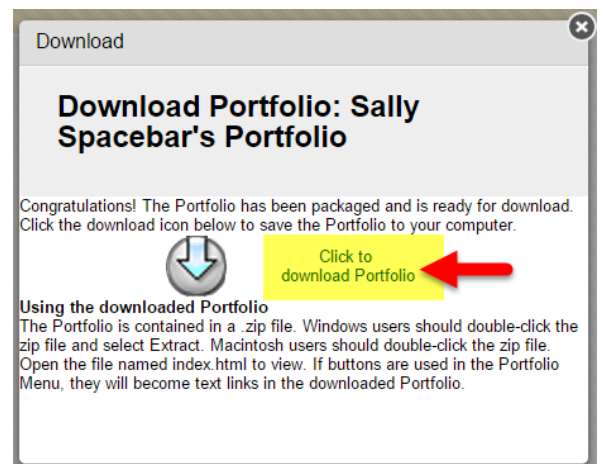 Download
Download Portfolio: Sally
Spacebar's Portfolio
Congratulations! The Portfolio has been packaged and is ready for download.
Click the download icon below to save the Portfolio to your computer.
Click to
download Portfolio
Using the downloaded Portfolio
The Portfolio is contained in a .zip file. Windows users should double-click the
zip file and select Extract. Macintosh users should double-click the zip file.
Open the file named index.html to view. If buttons are used in the Portfolio
Menu, they will become text links in the downloaded Portfolio.